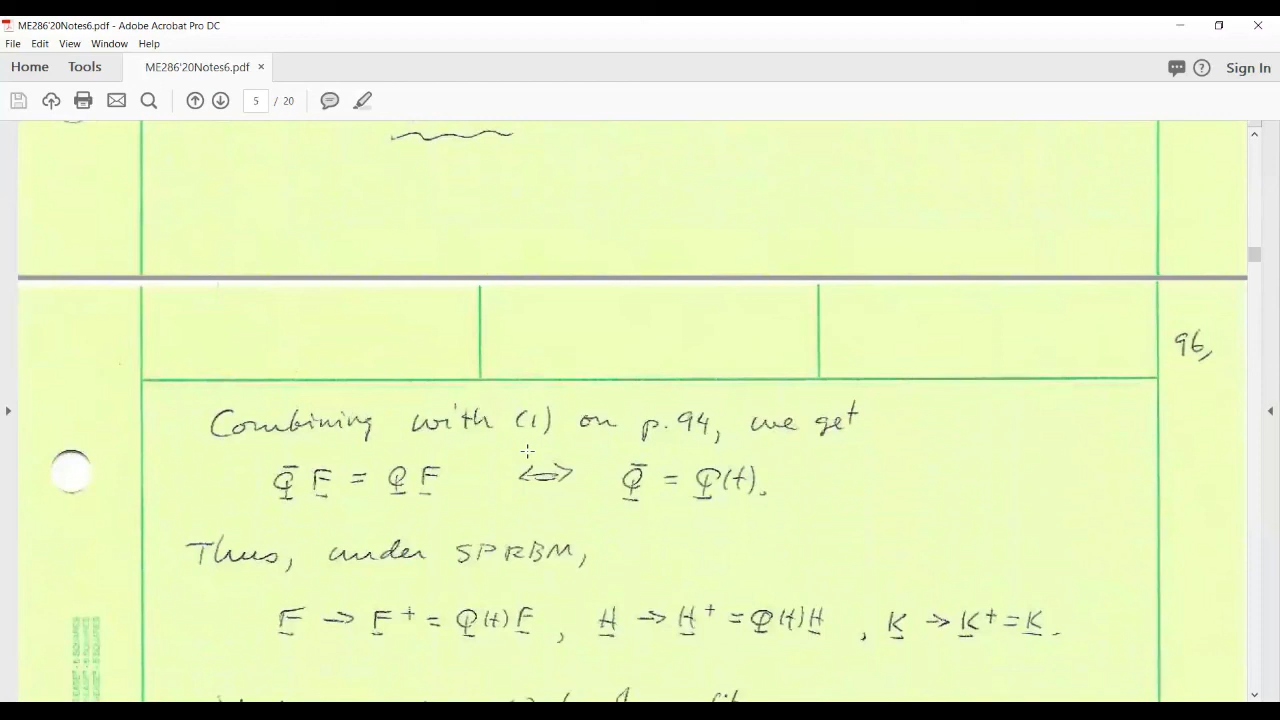 ME286'20Notes6.pdf - Adobe Acrobat Pro DC
File Edit View Window Help
Home Tools ME286'20Notes6.pdf × Sign In
5 / 20
96,
Combining with (1) on p.94, we get
Q̲̄ F̲ = Q̲ F̲ ⟺ Q̲̄ = Q̲(t).
Thus, under SPRBM,
F̲ → F̲⁺ = Q̲(t)F̲ , H̲ → H̲⁺ = Q̲(t)H̲ , K̲ → K̲⁺ = K̲ .